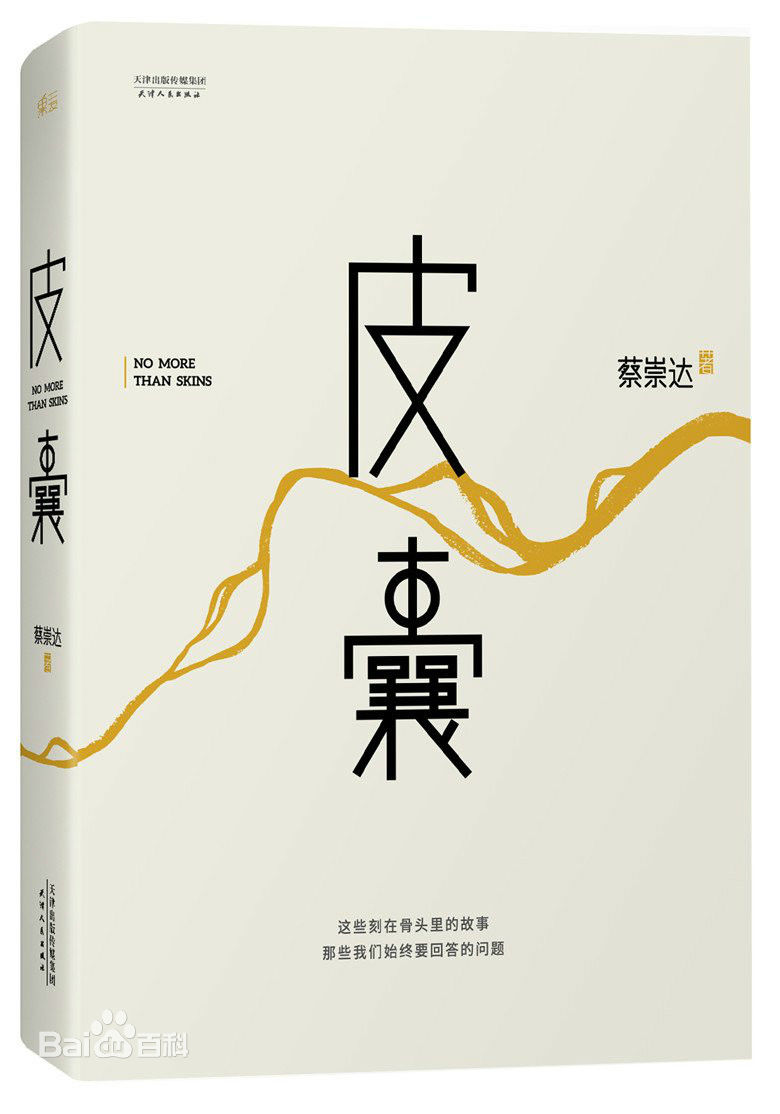 天津出版传媒集团
天津人民出版社
皮囊
NO MORE
THAN SKINS
蔡崇达 著
这些刻在骨头里的故事
那些我们始终要回答的问题
果麦
皮
NO MORE
THAN SKINS
囊
蔡崇达
著
天津出版传媒集团
天津人民出版社
Baidu百科